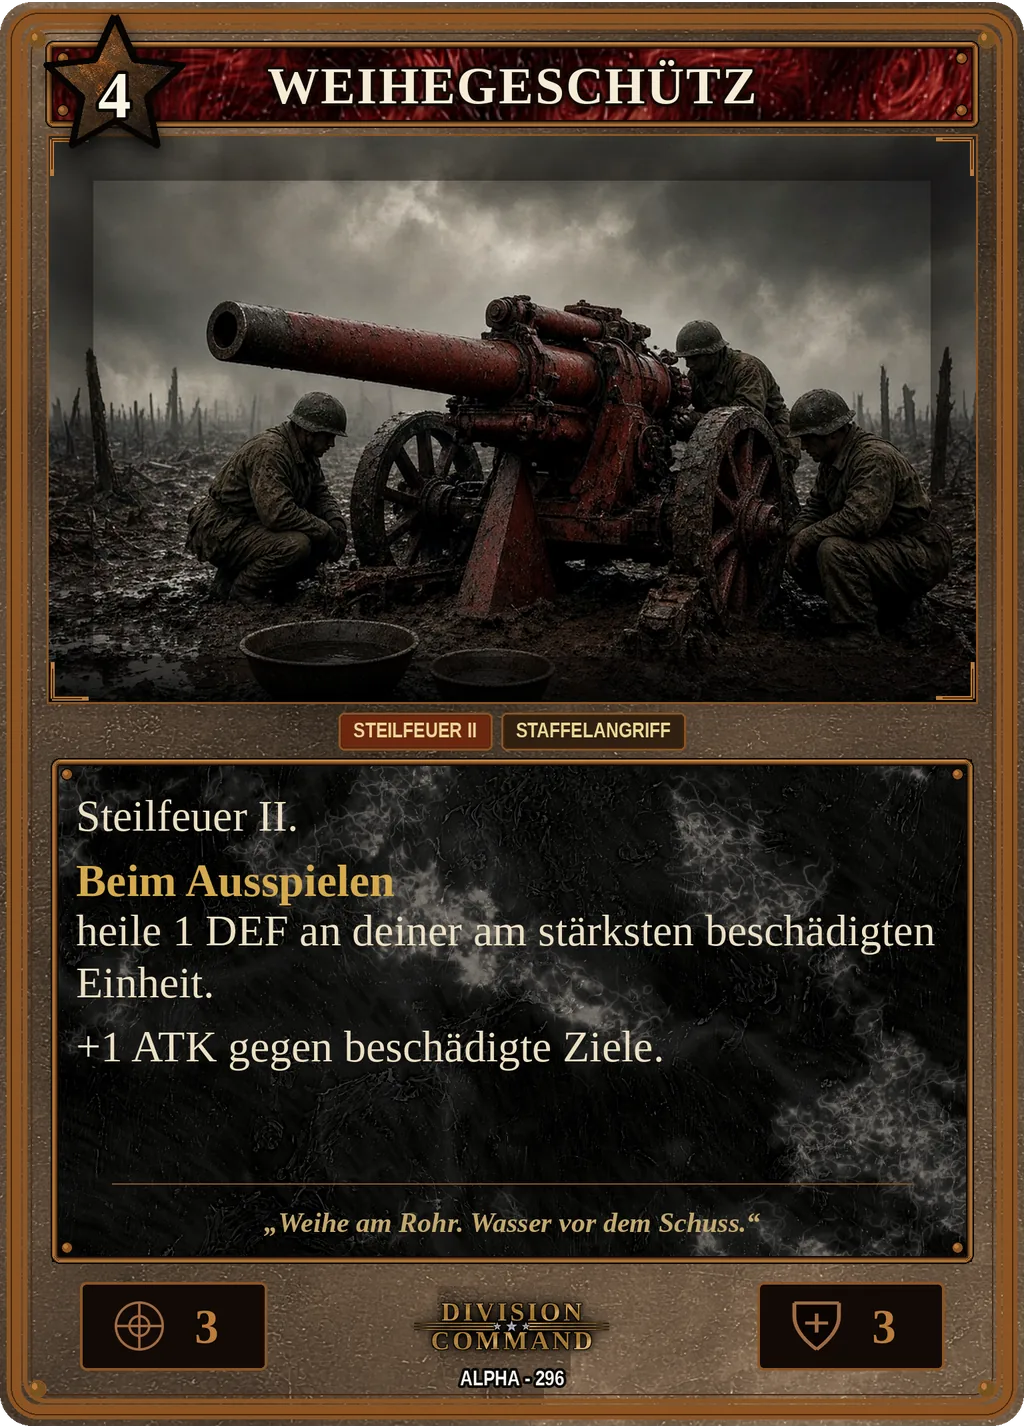 4
WEIHEGESCHÜTZ
STEILFEUER II
STAFFELANGRIFF
Steilfeuer II.
Beim Ausspielen
heile 1 DEF an deiner am stärksten beschädigten
Einheit.
+1 ATK gegen beschädigte Ziele.
„Weihe am Rohr. Wasser vor dem Schuss.“
3
DIVISION
COMMAND
3
ALPHA - 296